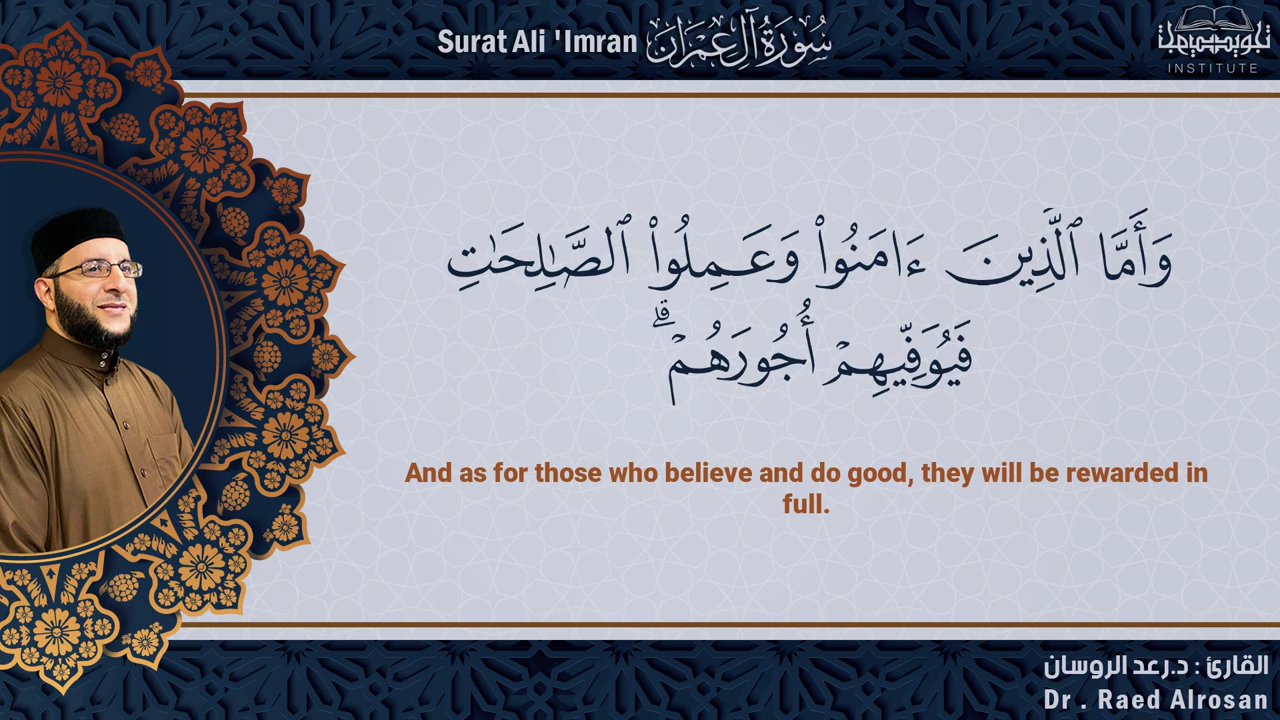 Surat Ali 'Imran سُورَةُ آلِ عِمْرَانَ
INSTITUTE
وَأَمَّا ٱلَّذِينَ ءَامَنُوا۟ وَعَمِلُوا۟ ٱلصَّـٰلِحَـٰتِ
فَيُوَفِّيهِمْ أُجُورَهُمْ ۗ
And as for those who believe and do good, they will be rewarded in
full.
القارئ : د.رعد الروسان
Dr . Raed Alrosan